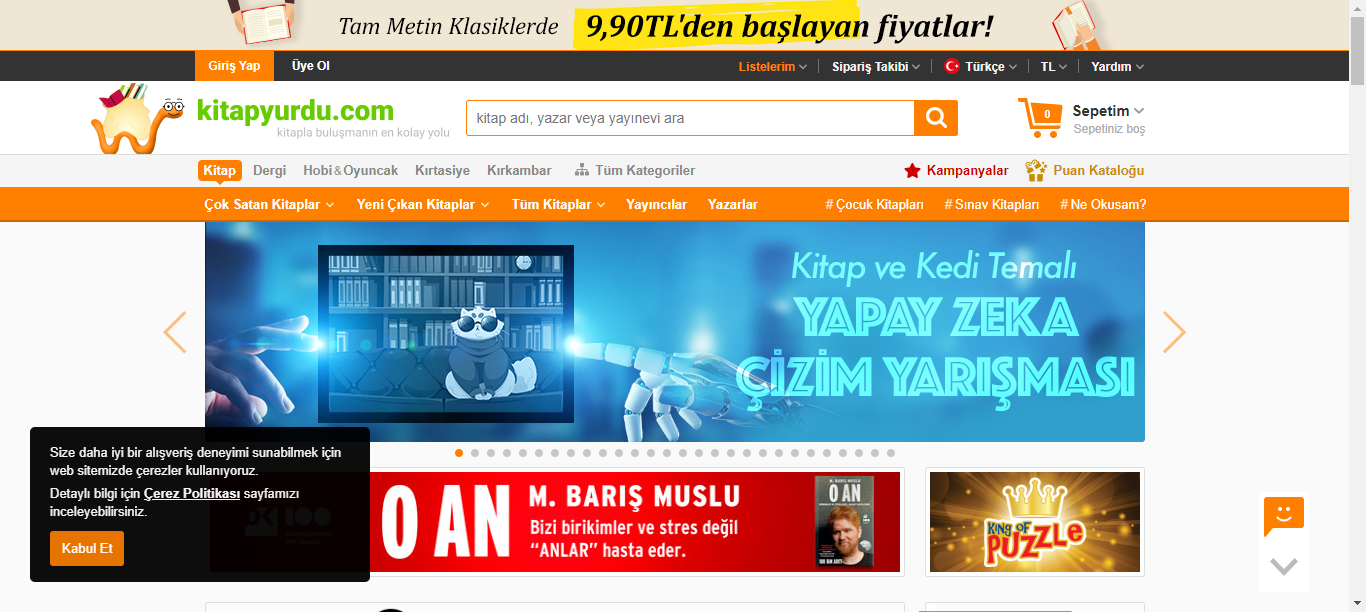 Tam Metin Klasiklerde 9,90TL'den başlayan fiyatlar!
Giriş Yap Üye Ol Listelerim Sipariş Takibi Türkçe TL Yardım
kitapyurdu.com
kitapla buluşmanın en kolay yolu
kitap adı, yazar veya yayınevi ara
0
Sepetim
Sepetiniz boş
Kitap Dergi Hobi&Oyuncak Kırtasiye Kırkambar Tüm Kategoriler Kampanyalar Puan Kataloğu
Çok Satan Kitaplar Yeni Çıkan Kitaplar Tüm Kitaplar Yayıncılar Yazarlar #Çocuk Kitapları #Sınav Kitapları #Ne Okusam?
Kitap ve Kedi Temalı
YAPAY ZEKA
ÇİZİM YARIŞMASI
Size daha iyi bir alışveriş deneyimi sunabilmek için
web sitemizde çerezler kullanıyoruz.
Detaylı bilgi için Çerez Politikası sayfamızı
inceleyebilirsiniz.
Kabul Et
O AN
M. BARIŞ MUSLU
Bizi birikimler ve stres değil
“ANLAR” hasta eder.
M. BARIŞ MUSLU
O AN
KING OF
PUZZLE